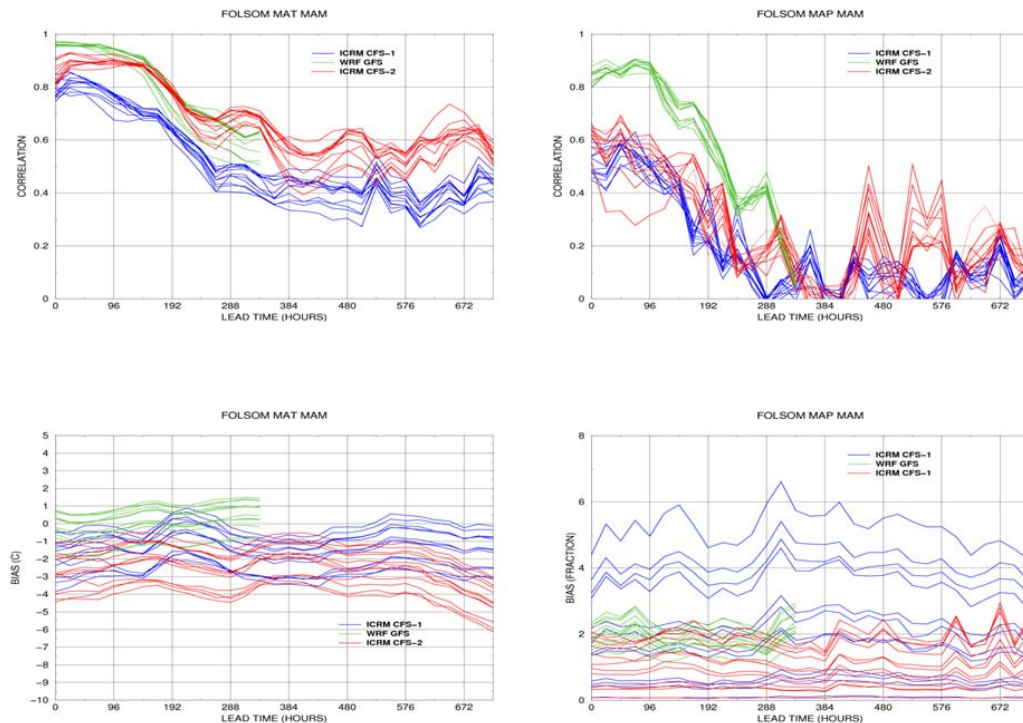 FOLSOM MAT MAM
ICRM CFS-1
WRF GFS
ICRM CFS-2
1
0.8
0.6
0.4
0.2
0
CORRELATION
0 96 192 288 384 480 576 672
LEAD TIME (HOURS)
FOLSOM MAP MAM
ICRM CFS-1
WRF GFS
ICRM CFS-2
1
0.8
0.6
0.4
0.2
0
CORRELATION
0 96 192 288 384 480 576 672
LEAD TIME (HOURS)
FOLSOM MAT MAM
5
4
3
2
1
0
-1
-2
-3
-4
-5
-6
-7
-8
-9
-10
BIAS (C)
ICRM CFS-1
WRF GFS
ICRM CFS-2
0 96 192 288 384 480 576 672
LEAD TIME (HOURS)
FOLSOM MAP MAM
ICRM CFS-1
WRF GFS
ICRM CFS-1
8
6
4
2
0
BIAS (FRACTION)
0 96 192 288 384 480 576 672
LEAD TIME (HOURS)